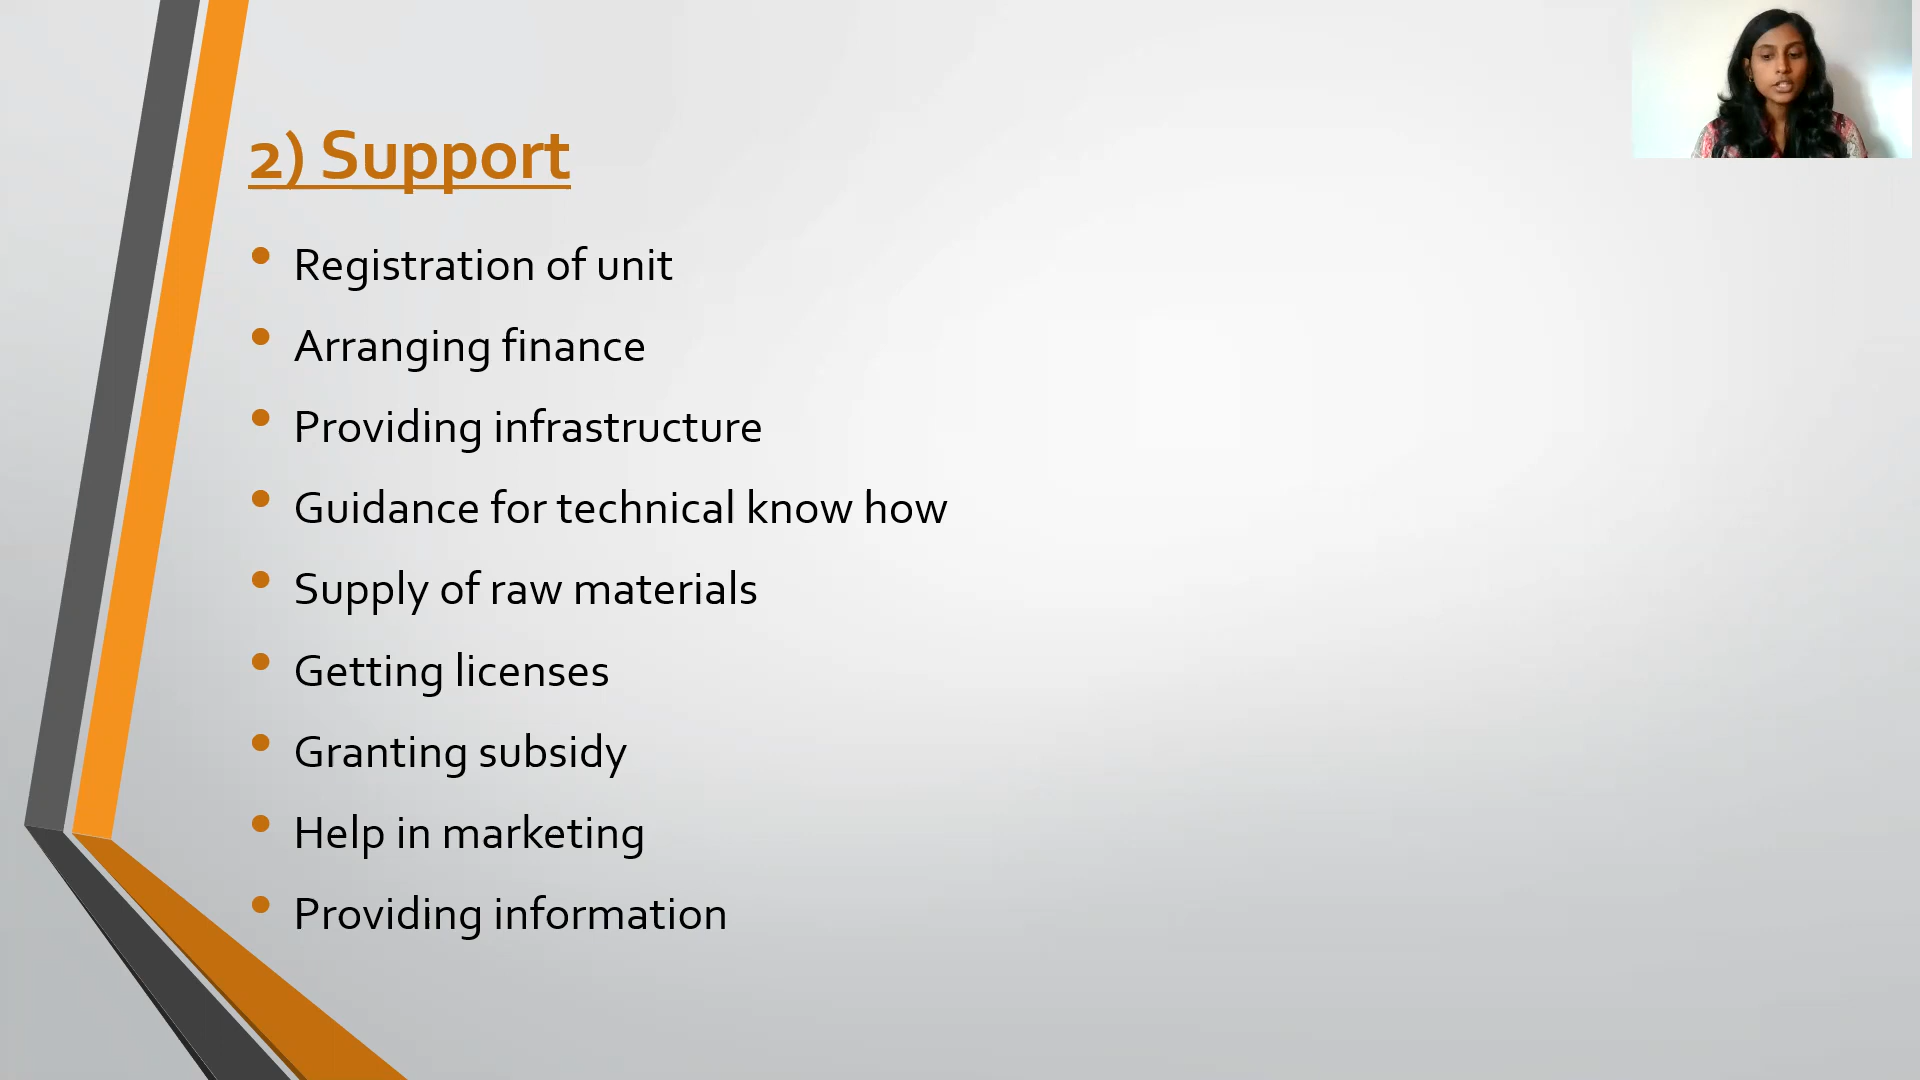 2) Support
• Registration of unit
• Arranging finance
• Providing infrastructure
• Guidance for technical know how
• Supply of raw materials
• Getting licenses
• Granting subsidy
• Help in marketing
• Providing information